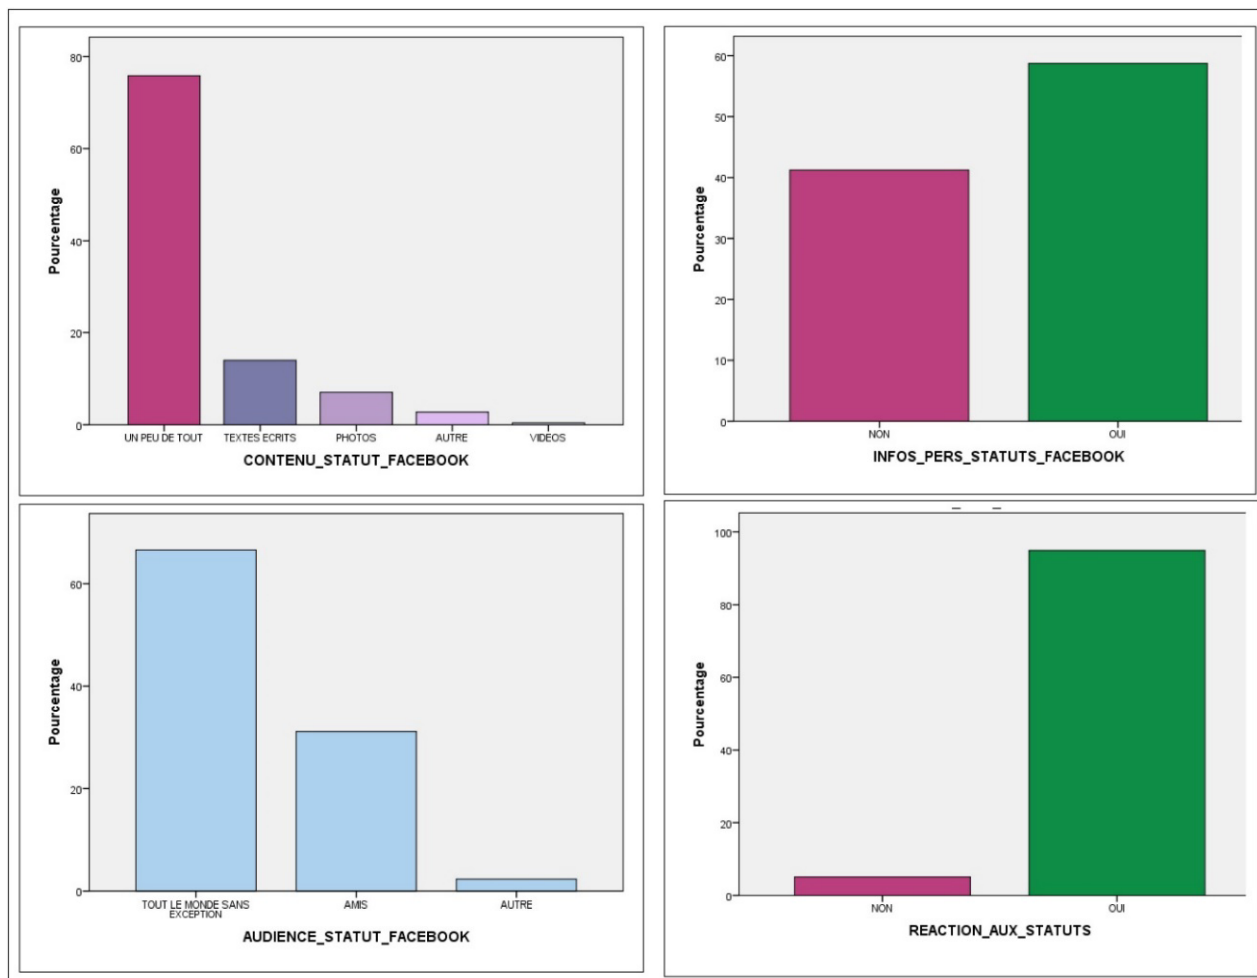 Pourcentage
80
60
40
20
0
UN PEU DE TOUT
TEXTES ECRITS
PHOTOS
AUTRE
VIDEOS
CONTENU_STATUT_FACEBOOK
Pourcentage
60
50
40
30
20
10
0
NON
OUI
INFOS_PERS_STATUTS_FACEBOOK
Pourcentage
60
40
20
0
TOUT LE MONDE SANS
EXCEPTION
AMIS
AUTRE
AUDIENCE_STATUT_FACEBOOK
Pourcentage
100
80
60
40
20
0
NON
OUI
REACTION_AUX_STATUTS